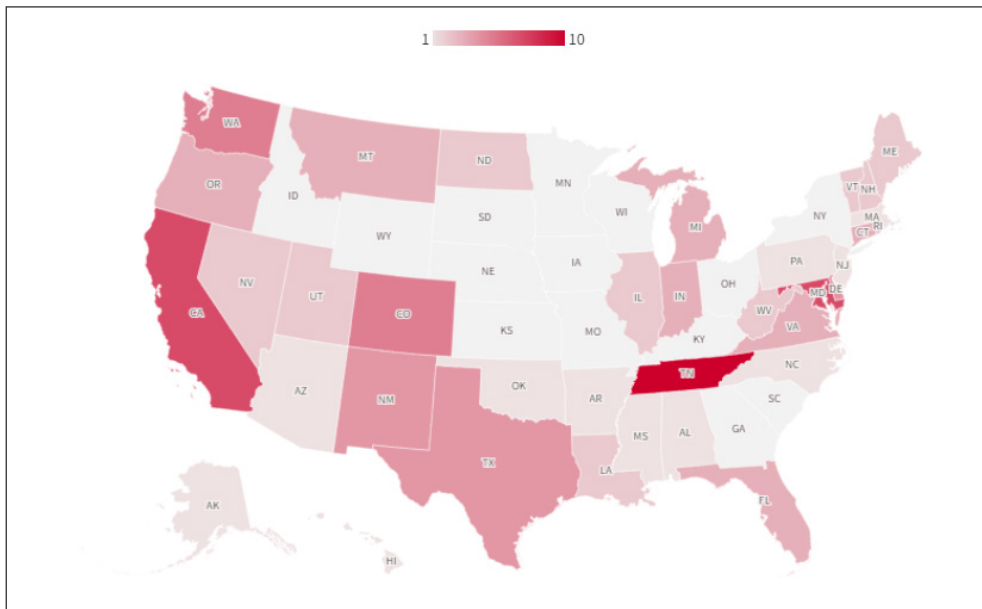 1 10
WA
MT
ND
MN
ME
VT
NH
OR
ID
WI
MI
NY
MA
RI
CT
SD
WY
IA
PA
NJ
NE
OH
NV
UT
CO
IL
IN
MD
DE
WV
CA
KS
MO
KY
VA
NC
AZ
NM
OK
AR
TN
SC
MS
AL
GA
TX
LA
FL
AK
HI